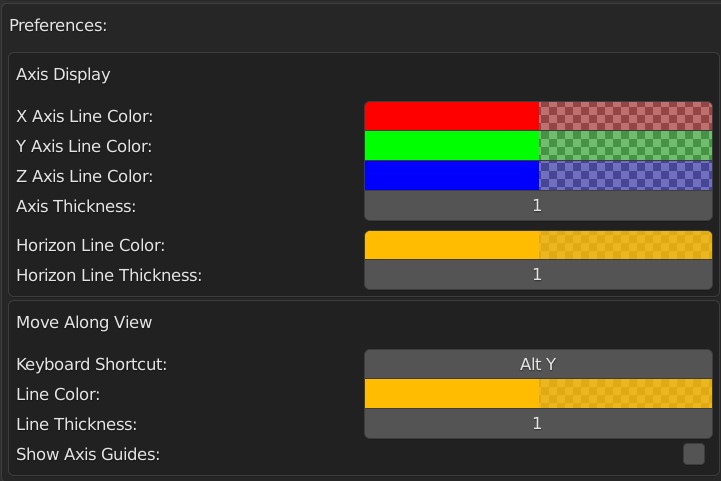 Preferences:
Axis Display
X Axis Line Color:
Y Axis Line Color:
Z Axis Line Color:
Axis Thickness: 1
Horizon Line Color:
Horizon Line Thickness: 1
Move Along View
Keyboard Shortcut: Alt Y
Line Color:
Line Thickness: 1
Show Axis Guides: